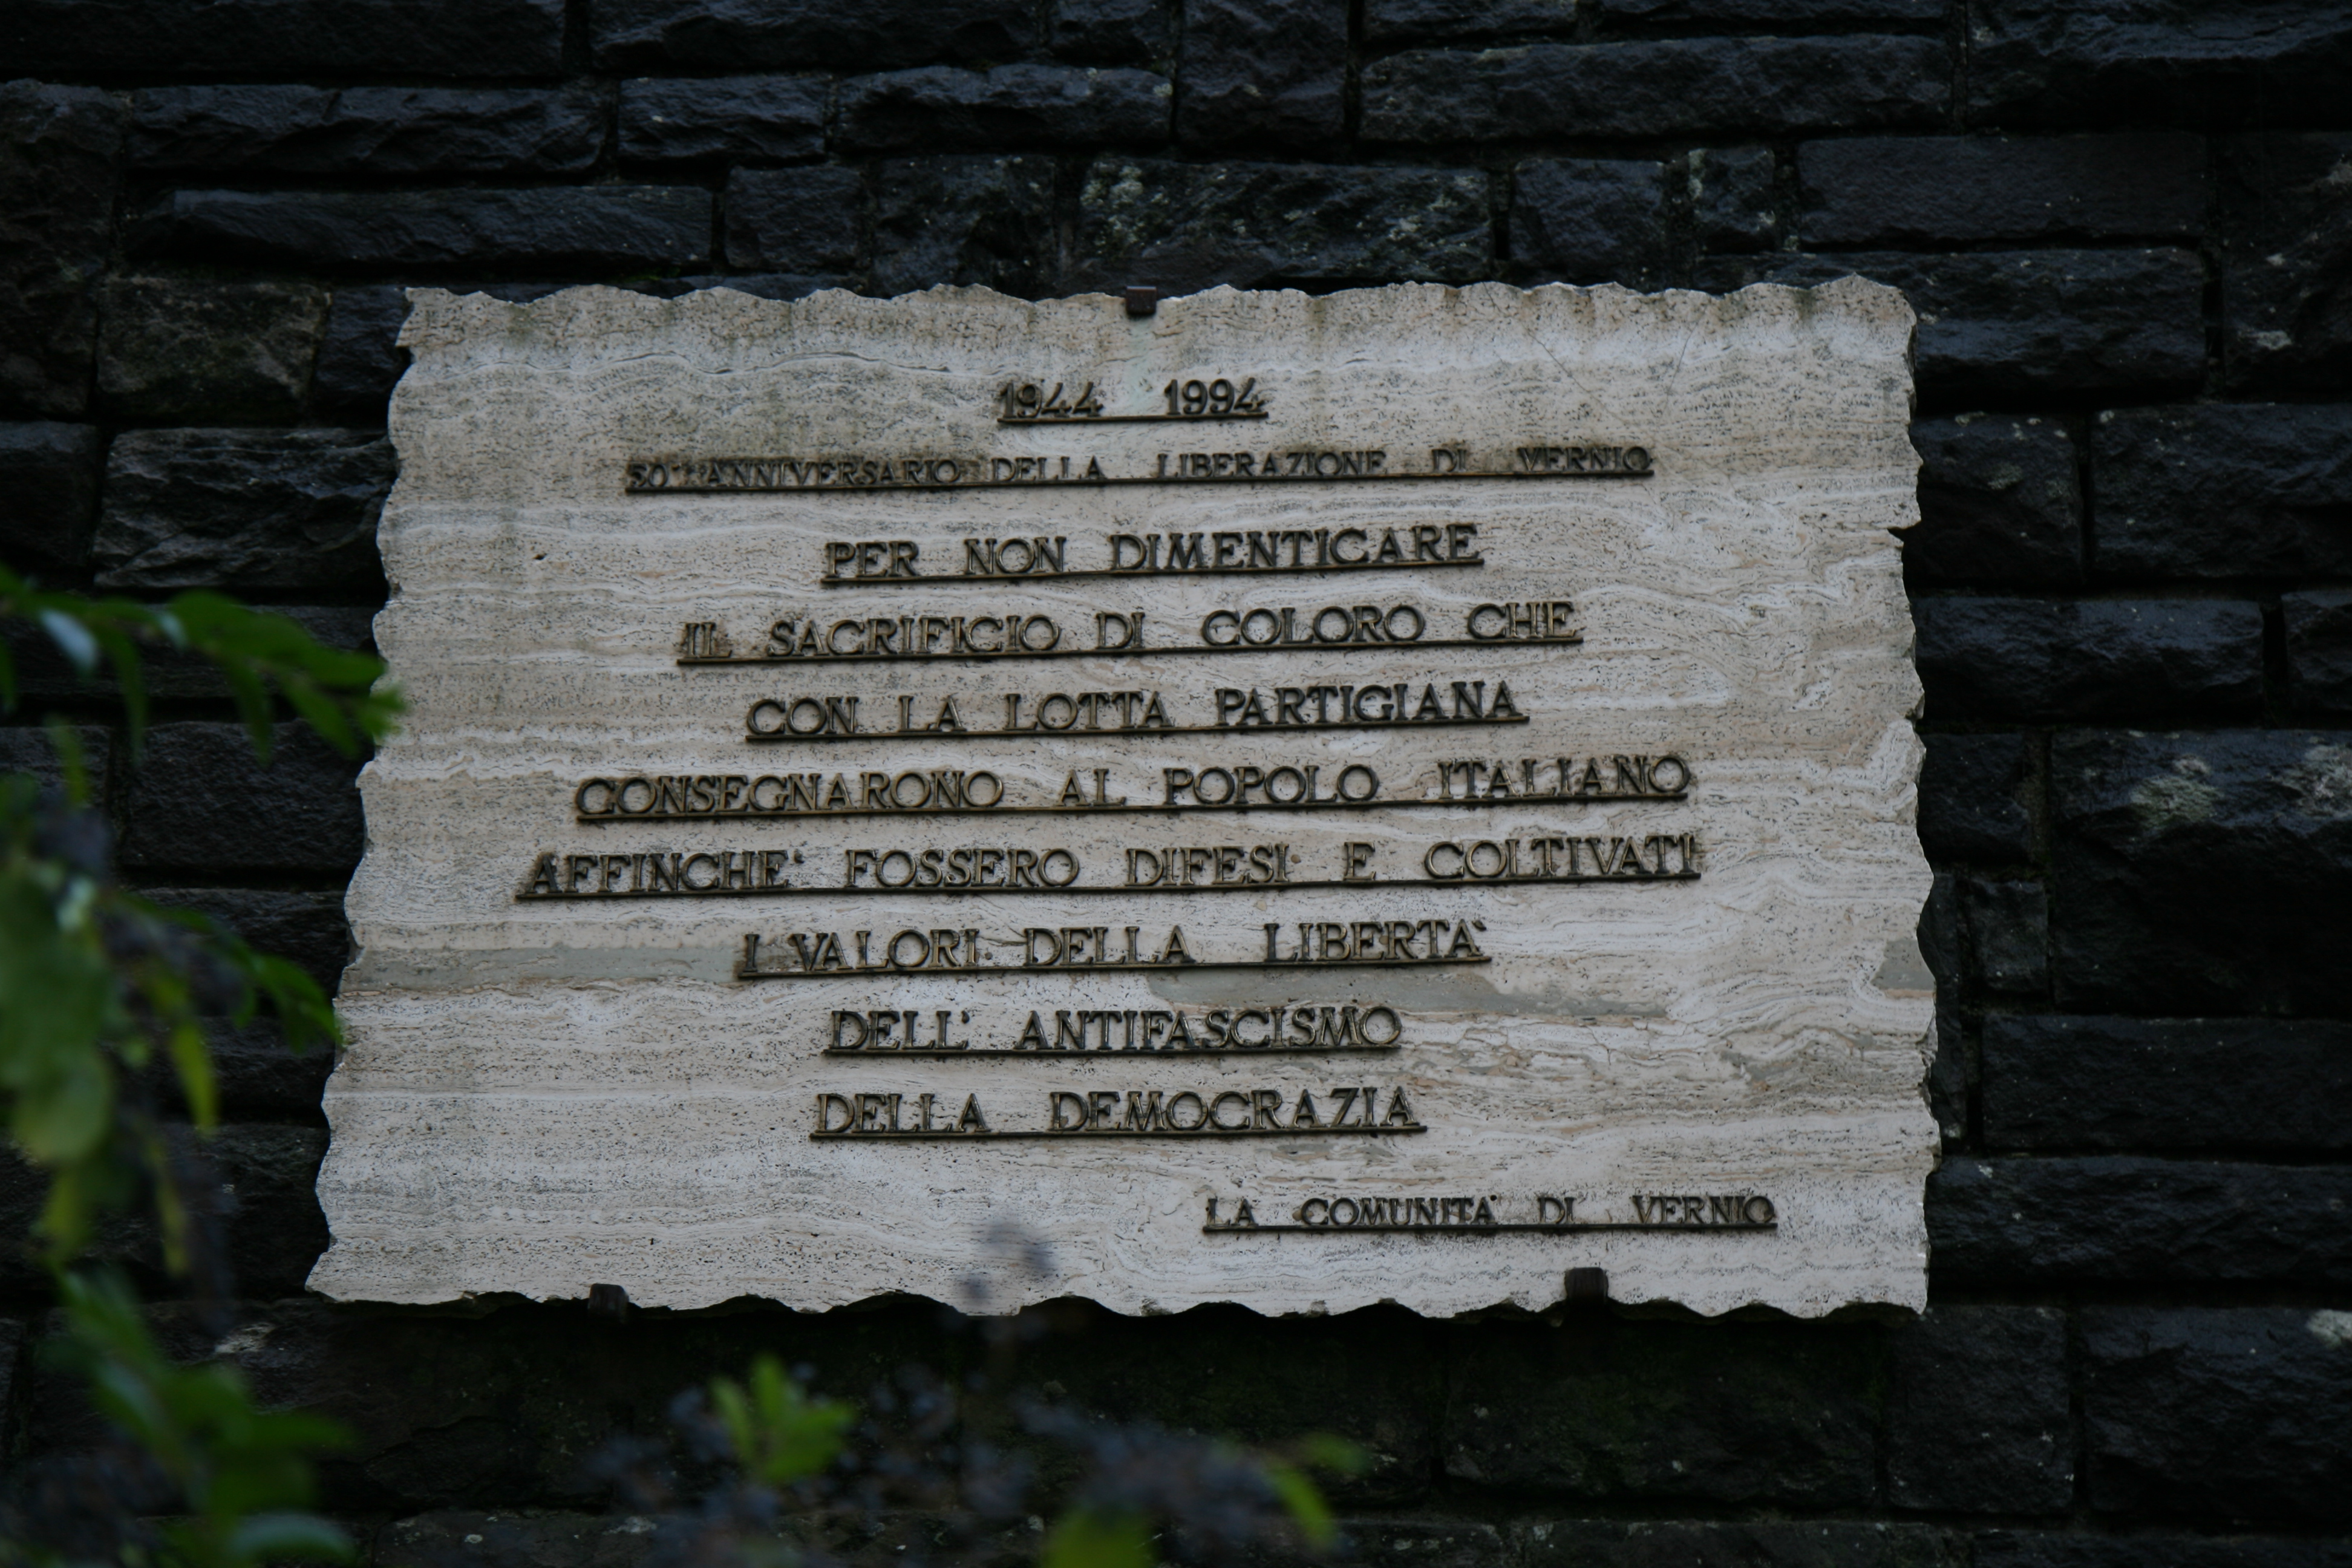 1944 1994
50° ANNIVERSARIO DELLA LIBERAZIONE DI VERNIO
PER NON DIMENTICARE
IL SACRIFICIO DI COLORO CHE
CON LA LOTTA PARTIGIANA
CONSEGNARONO AL POPOLO ITALIANO
AFFINCHE' FOSSERO DIFESI E COLTIVATI
I VALORI DELLA LIBERTA'
DELL' ANTIFASCISMO
DELLA DEMOCRAZIA
LA COMUNITA' DI VERNIO